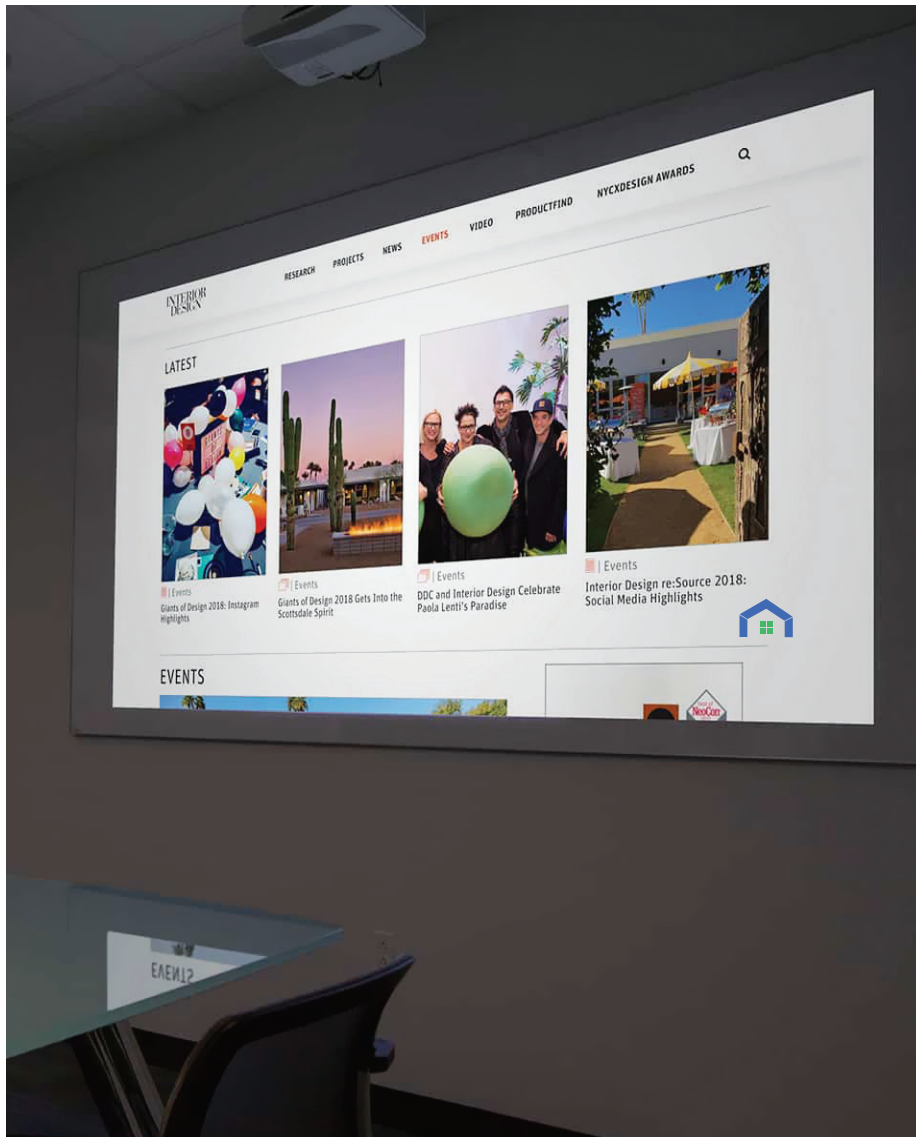 INTERIOR
DESIGN
RESEARCH
PROJECTS
NEWS
EVENTS
VIDEO
PRODUCTFIND
NYCXDESIGN AWARDS
LATEST
| Events
Giants of Design 2018: Instagram
Highlights
| Events
Giants of Design 2018 Gets Into the
Scottsdale Spirit
| Events
DDC and Interior Design Celebrate
Paola Lenti's Paradise
| Events
Interior Design re:Source 2018:
Social Media Highlights
EVENTS
EVENTS